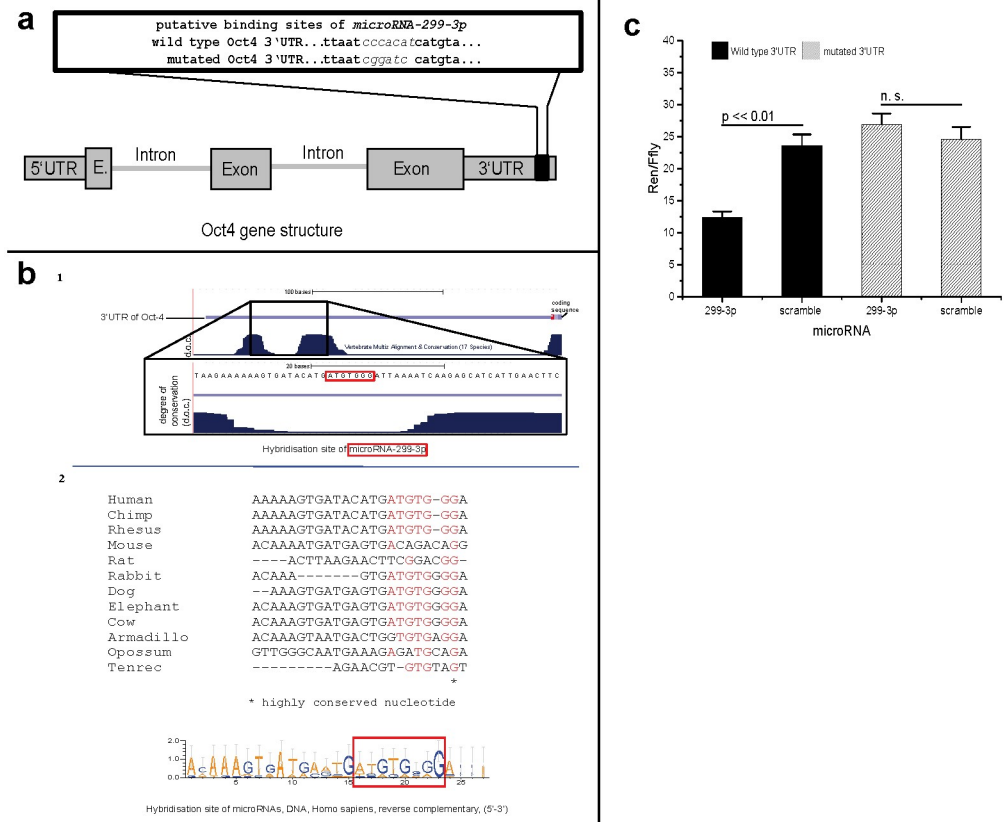 a
putative binding sites of microRNA-299-3p
wild type Oct4 3'UTR...ttaatcccacatcatgta...
mutated Oct4 3'UTR...ttaatcggatc catgta...
5'UTR E. Intron Exon Intron Exon 3'UTR
Oct4 gene structure
b
1
100 bases
3'UTR of Oct-4
coding
sequence
d.o.c.
Vertebrate Multiz Alignment & Conservation (17 Species)
20 bases
TAAGAAAAAAGTGATACATGATGTGGGATTAAAATCAAGAGCATCATTGAACTTC
degree of
conservation
(d.o.c.)
Hybridisation site of microRNA-299-3p
2
Human AAAAAGTGATACATGATGTG-GGA
Chimp AAAAAGTGATACATGATGTG-GGA
Rhesus AAAAAGTGATACATGATGTG-GGA
Mouse ACAAAATGATGAGTGACAGACAGG
Rat ----ACTTAAGAACTTCGGACGG-
Rabbit ACAAA-------GTGATGTGGGGA
Dog --AAAGTGATGAGTGATGTGGGGA
Elephant ACAAAGTGATGAGTGATGTGGGGA
Cow ACAAAGTGATGAGTGATGTGGGGA
Armadillo ACAAAGTAATGACTGGTGTGAGGA
Opossum GTTGGGCAATGAAAGAGATGCAGA
Tenrec ---------AGAACGT-GTGTAGT
*
* highly conserved nucleotide
2.0
1.0
0.0
5 10 15 20 25
Hybridisation site of microRNAs, DNA, Homo sapiens, reverse complementary, (5'-3')
c
Wild type 3'UTR mutated 3'UTR
40
35
30
25
20
15
10
5
0
Ren/Ffly
p << 0.01
n. s.
299-3p scramble 299-3p scramble
microRNA